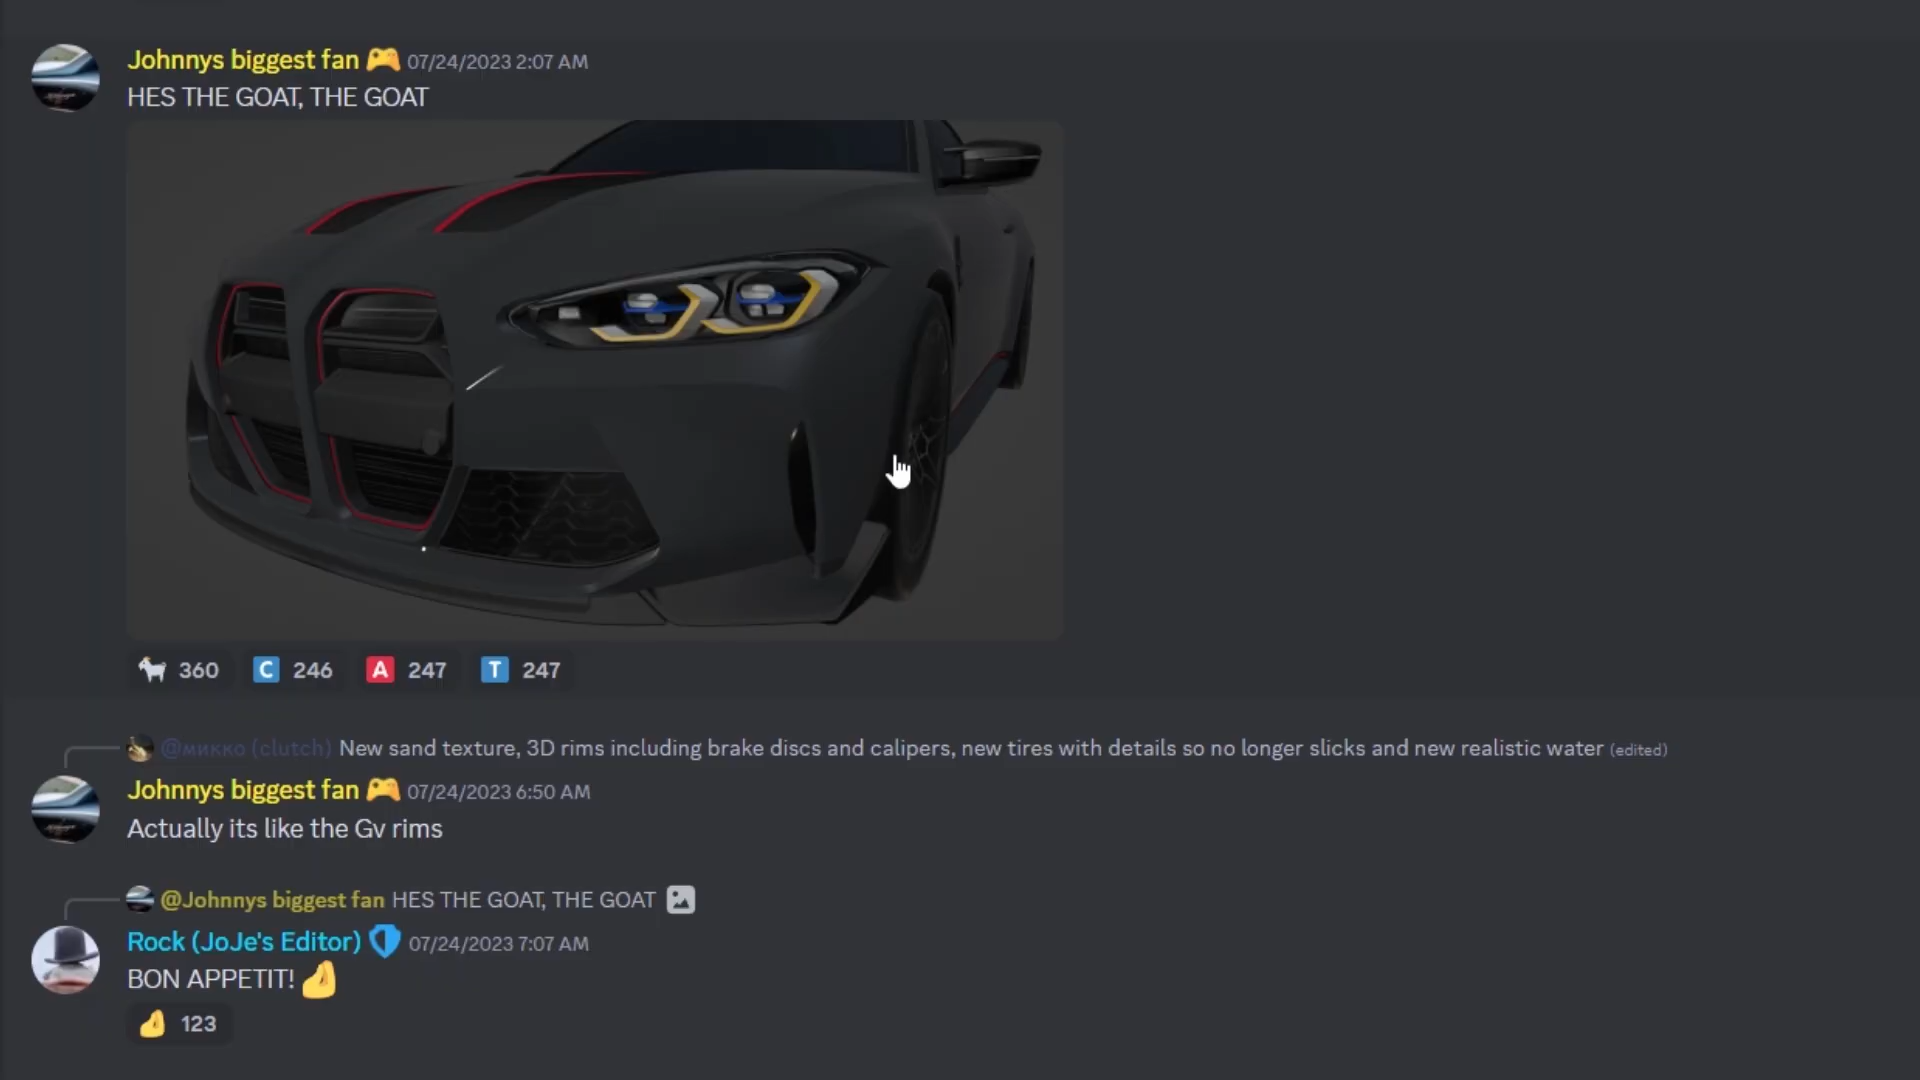 Johnnys biggest fan 🎮 07/24/2023 2:07 AM
HES THE GOAT, THE GOAT
360 C 246 A 247 T 247
@микко (clutch) New sand texture, 3D rims including brake discs and calipers, new tires with details so no longer slicks and new realistic water (edited)
Johnnys biggest fan 🎮 07/24/2023 6:50 AM
Actually its like the Gv rims
@Johnnys biggest fan HES THE GOAT, THE GOAT
Rock (JoJe's Editor) 07/24/2023 7:07 AM
BON APPETIT!
123